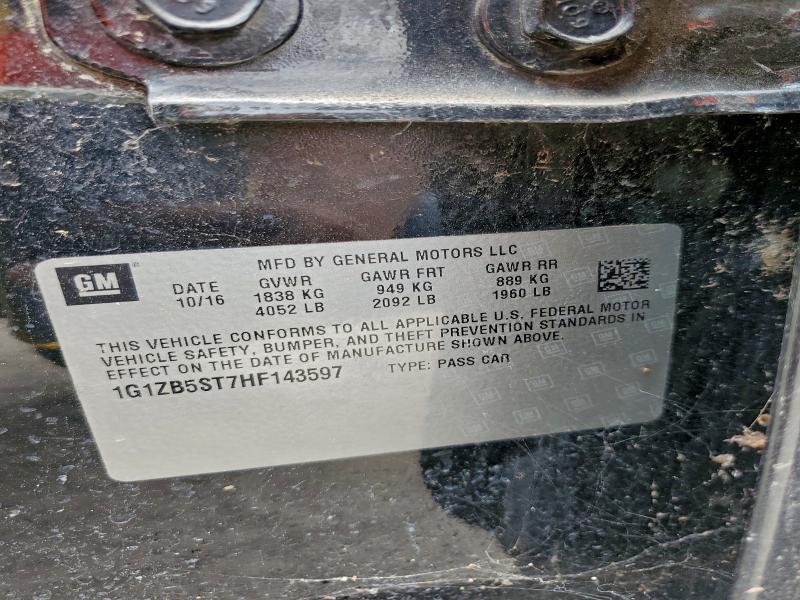 MFD BY GENERAL MOTORS LLC
GM
DATE GVWR GAWR FRT GAWR RR
10/16 1838 KG 949 KG 889 KG
4052 LB 2092 LB 1960 LB
THIS VEHICLE CONFORMS TO ALL APPLICABLE U.S. FEDERAL MOTOR
VEHICLE SAFETY, BUMPER, AND THEFT PREVENTION STANDARDS IN
EFFECT ON THE DATE OF MANUFACTURE SHOWN ABOVE.
1G1ZB5ST7HF143597 TYPE: PASS CAR